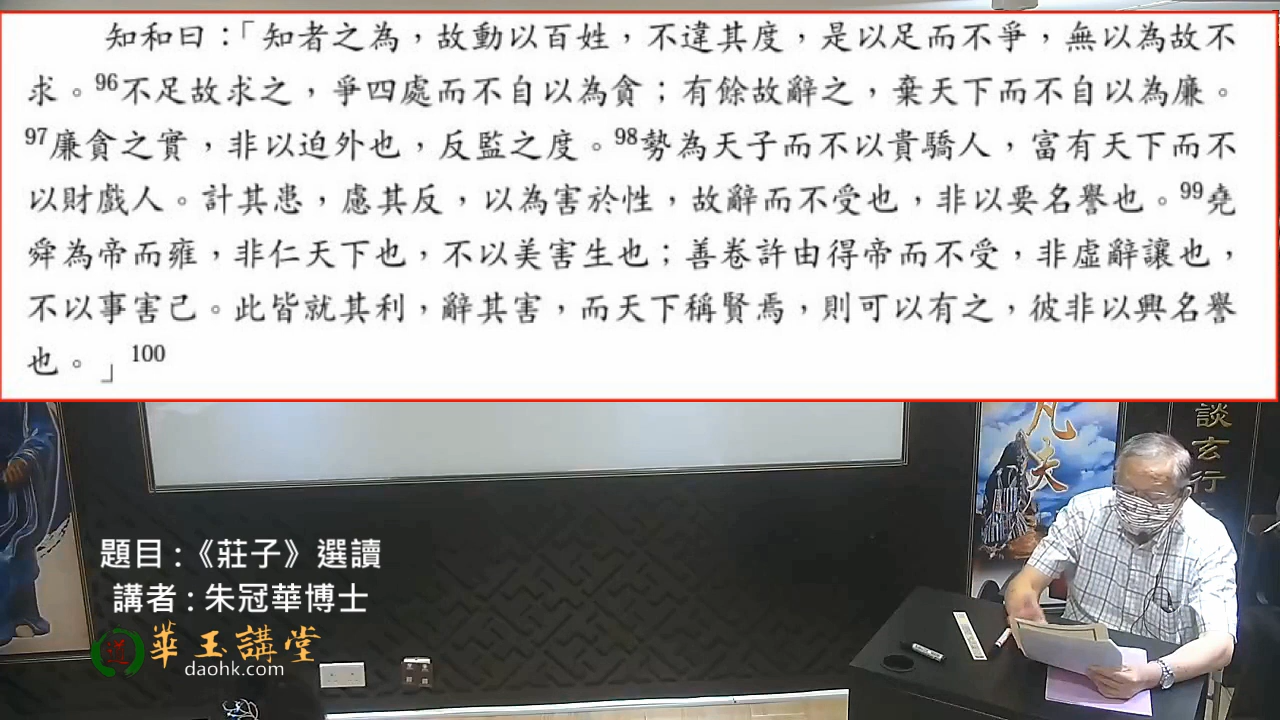 知和曰：「知者之為，故動以百姓，不違其度，是以足而不爭，無以為故不
求。96不足故求之，爭四處而不自以為貪；有餘故辭之，棄天下而不自以為廉。
97廉貪之實，非以迫外也，反監之度。98勢為天子而不以貴驕人，富有天下而不
以財戲人。計其患，慮其反，以為害於性，故辭而不受也，非以要名譽也。99堯
舜為帝而雍，非仁天下也，不以美害生也；善卷許由得帝而不受，非虛辭讓也，
不以事害己。此皆就其利，辭其害，而天下稱賢焉，則可以有之，彼非以興名譽
也。」100
凡夫
談玄行
題目：《莊子》選讀
講者：朱冠華博士
道 華玉講堂
daohk.com